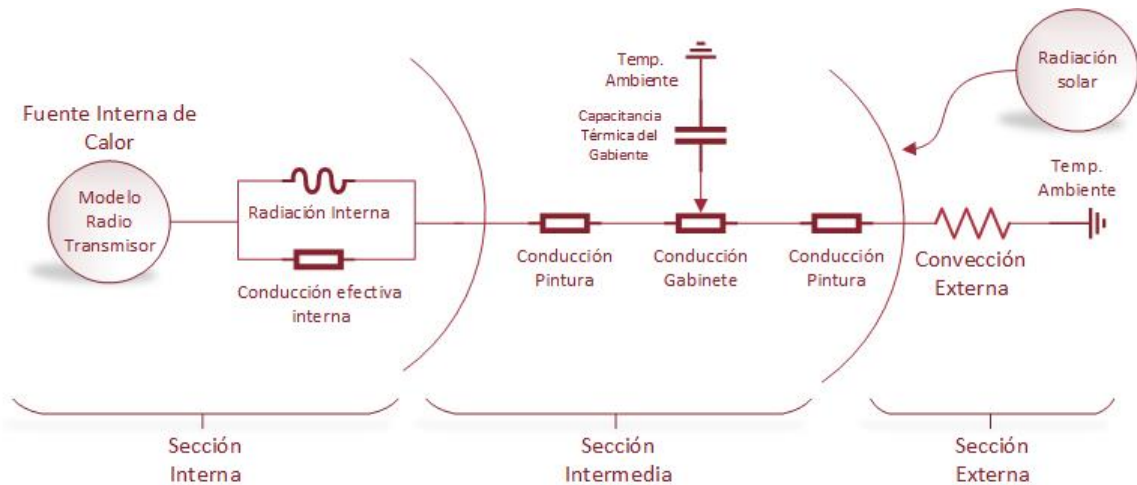 Fuente Interna de
Calor
Modelo
Radio
Transmisor
Radiación Interna
Conducción efectiva
interna
Temp.
Ambiente
Capacitancia
Térmica del
Gabiente
Conducción
Pintura
Conducción
Gabinete
Conducción
Pintura
Radiación
solar
Temp.
Ambiente
Convección
Externa
Sección
Interna
Sección
Intermedia
Sección
Externa